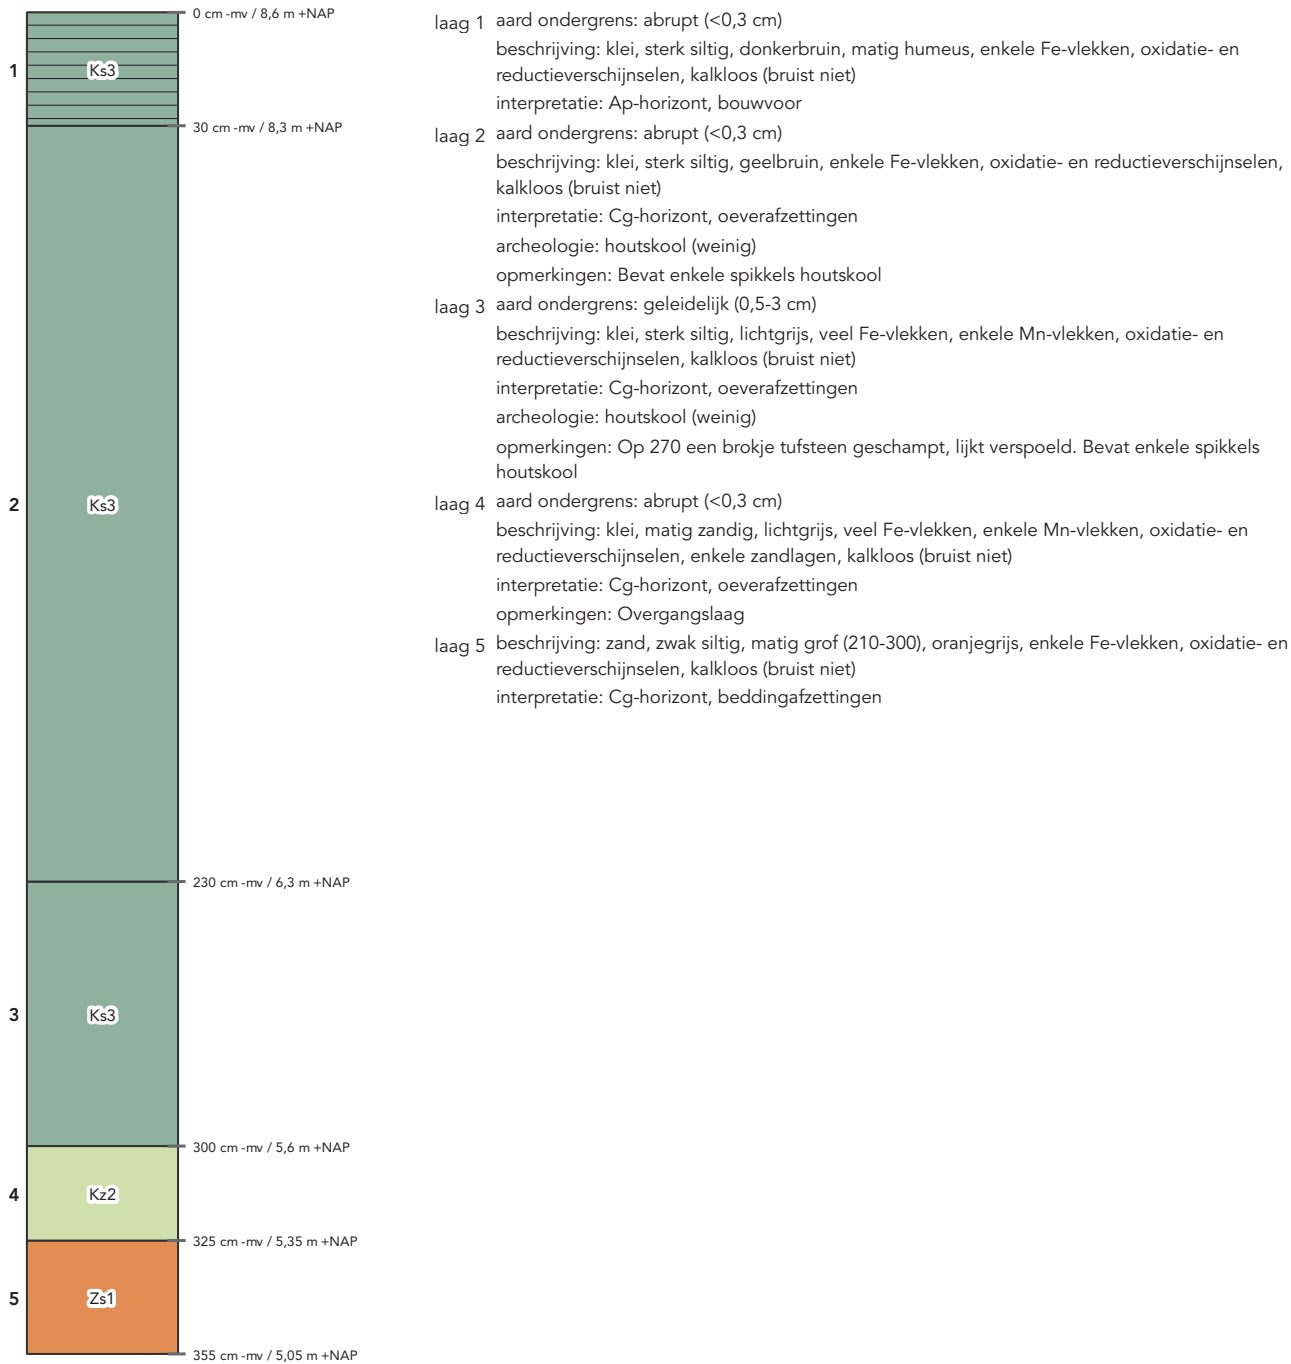 0 cm -mv / 8,6 m +NAP
1
Ks3
30 cm -mv / 8,3 m +NAP
2
Ks3
230 cm -mv / 6,3 m +NAP
3
Ks3
300 cm -mv / 5,6 m +NAP
4
Kz2
325 cm -mv / 5,35 m +NAP
5
Zs1
355 cm -mv / 5,05 m +NAP
laag 1 aard ondergrens: abrupt (<0,3 cm)
beschrijving: klei, sterk siltig, donkerbruin, matig humeus, enkele Fe-vlekken, oxidatie- en
reductieverschijnselen, kalkloos (bruist niet)
interpretatie: Ap-horizont, bouwvoor
laag 2 aard ondergrens: abrupt (<0,3 cm)
beschrijving: klei, sterk siltig, geelbruin, enkele Fe-vlekken, oxidatie- en reductieverschijnselen,
kalkloos (bruist niet)
interpretatie: Cg-horizont, oeverafzettingen
archeologie: houtskool (weinig)
opmerkingen: Bevat enkele spikkels houtskool
laag 3 aard ondergrens: geleidelijk (0,5-3 cm)
beschrijving: klei, sterk siltig, lichtgrijs, veel Fe-vlekken, enkele Mn-vlekken, oxidatie- en
reductieverschijnselen, kalkloos (bruist niet)
interpretatie: Cg-horizont, oeverafzettingen
archeologie: houtskool (weinig)
opmerkingen: Op 270 een brokje tufsteen geschampt, lijkt verspoeld. Bevat enkele spikkels
houtskool
laag 4 aard ondergrens: abrupt (<0,3 cm)
beschrijving: klei, matig zandig, lichtgrijs, veel Fe-vlekken, enkele Mn-vlekken, oxidatie- en
reductieverschijnselen, enkele zandlagen, kalkloos (bruist niet)
interpretatie: Cg-horizont, oeverafzettingen
opmerkingen: Overgangslaag
laag 5 beschrijving: zand, zwak siltig, matig grof (210-300), oranjegrijs, enkele Fe-vlekken, oxidatie- en
reductieverschijnselen, kalkloos (bruist niet)
interpretatie: Cg-horizont, beddingafzettingen